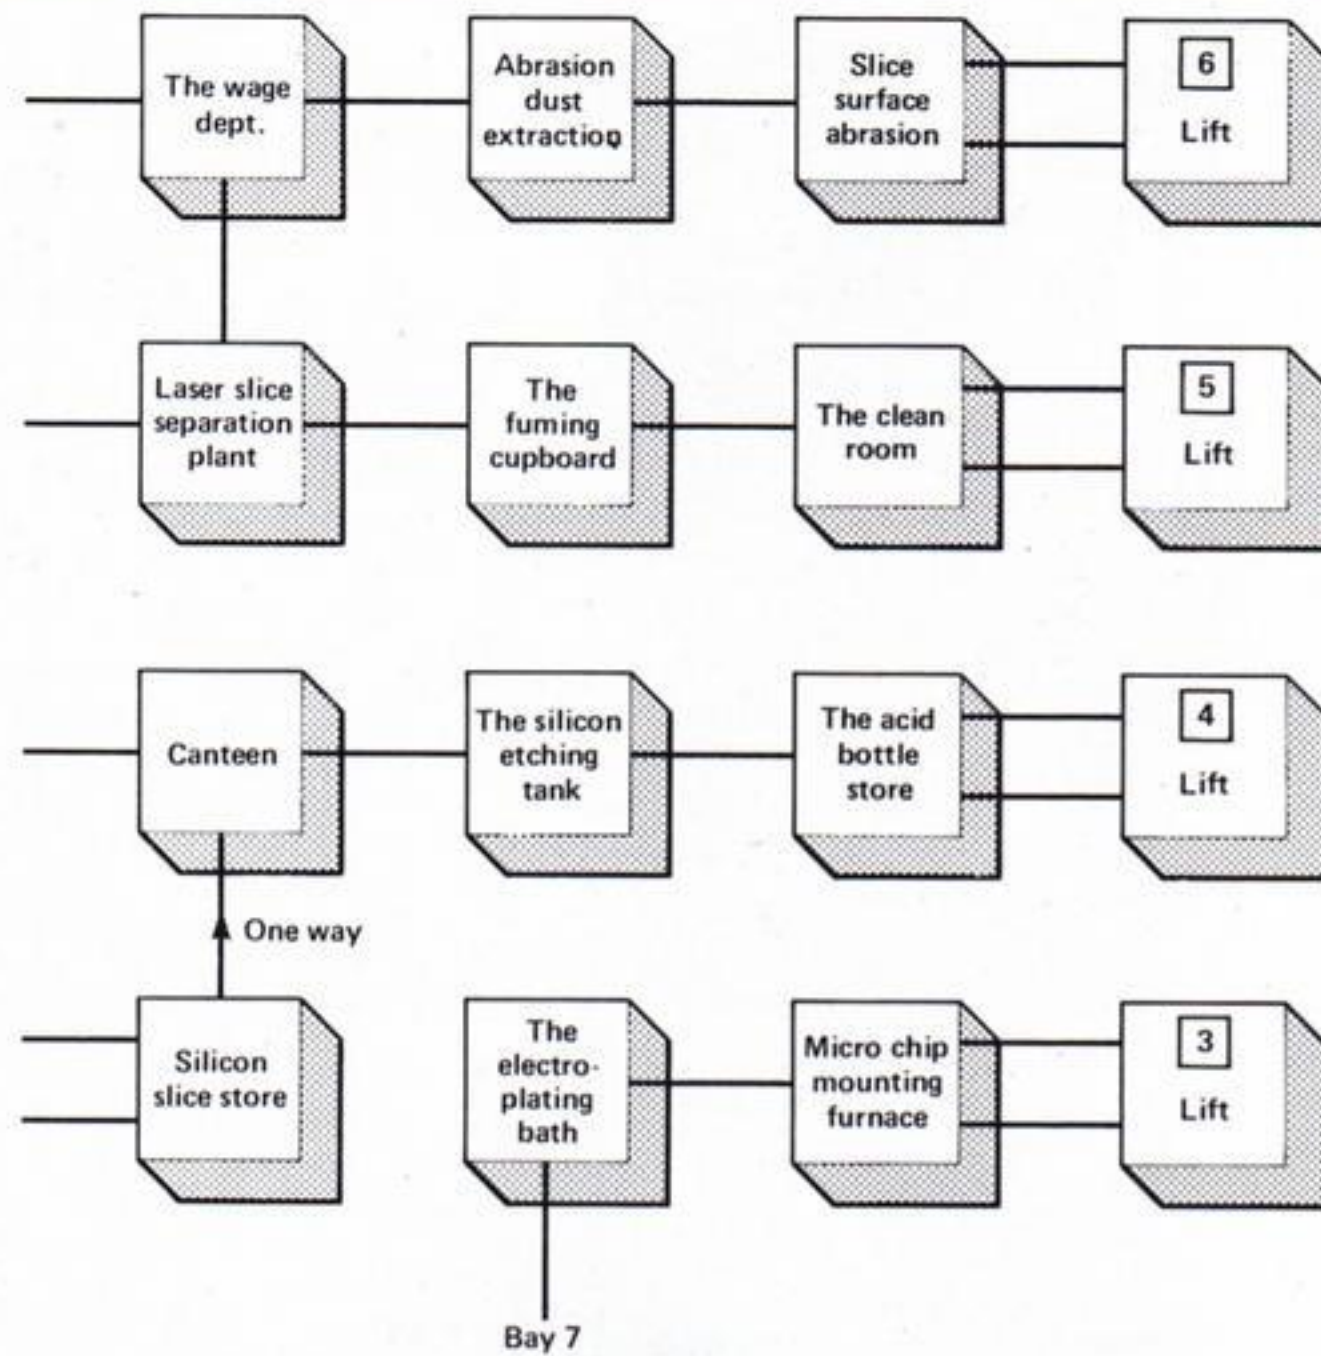 The wage
dept.
Abrasion
dust
extraction
Slice
surface
abrasion
6
Lift
Laser slice
separation
plant
The
fuming
cupboard
The clean
room
5
Lift
Canteen
The silicon
etching
tank
The acid
bottle
store
4
Lift
One way
Silicon
slice store
The
electro-
plating
bath
Micro chip
mounting
furnace
3
Lift
Bay 7